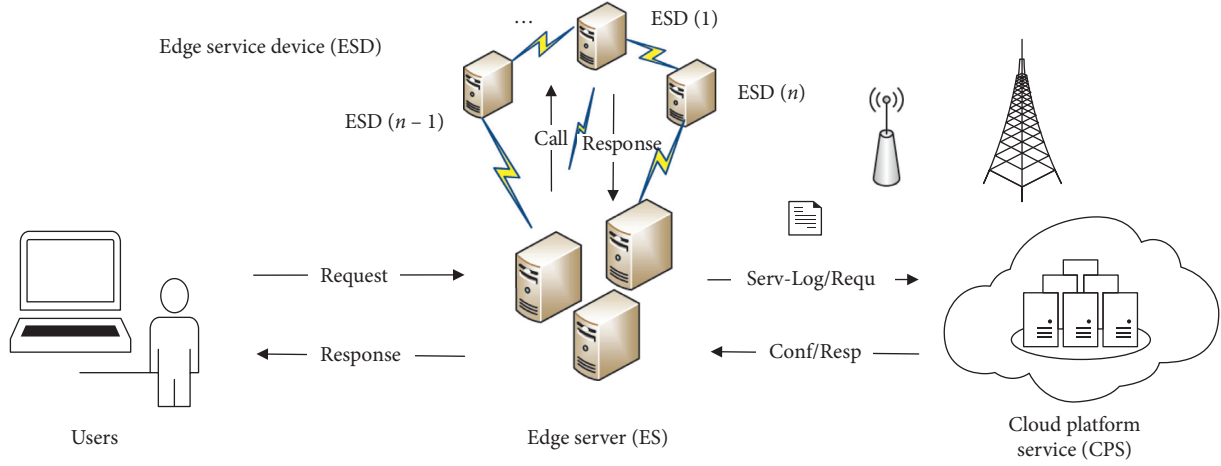 ...
ESD (1)
Edge service device (ESD)
ESD (n)
ESD (n – 1)
Call
Response
Request
Serv-Log/Requ
Response
Conf/Resp
Users
Edge server (ES)
Cloud platform
service (CPS)